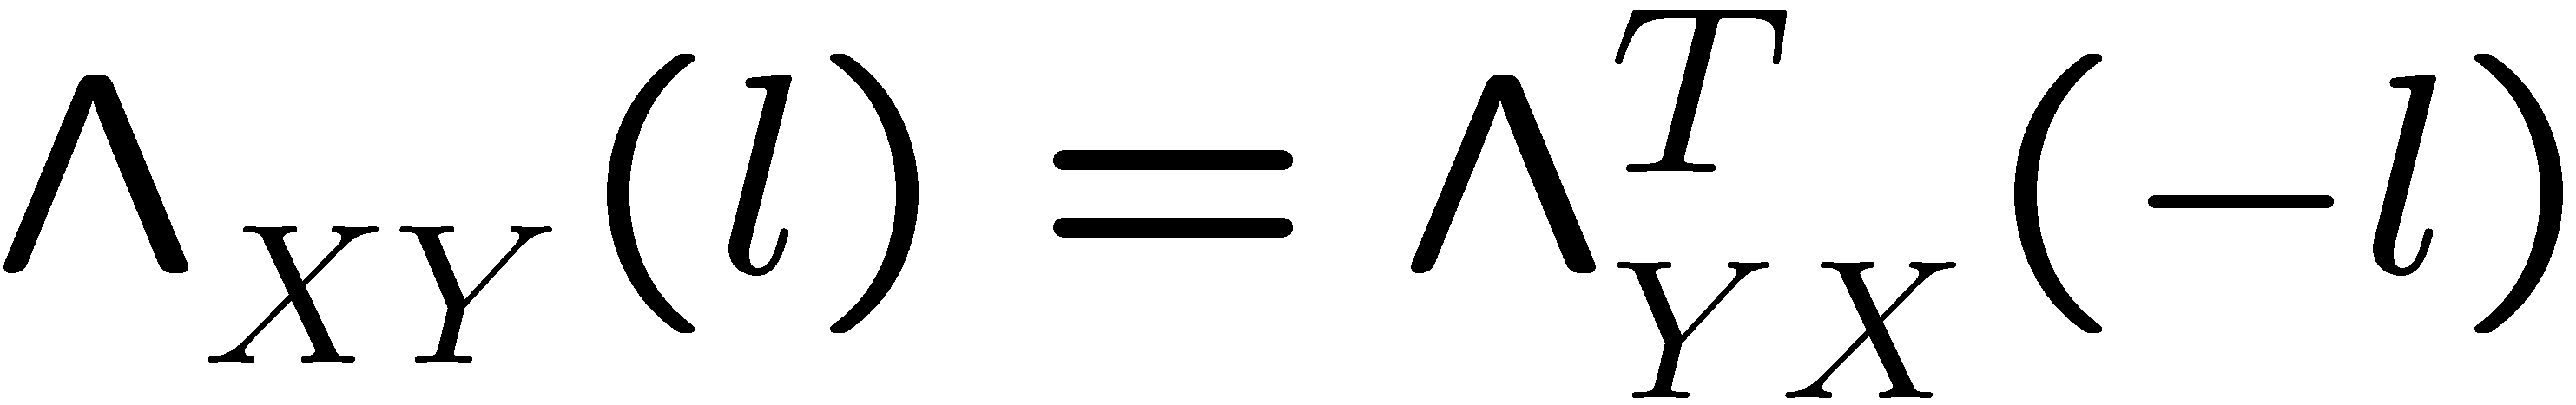 Λ_{XY}(l) = Λ^T_{YX}(−l)